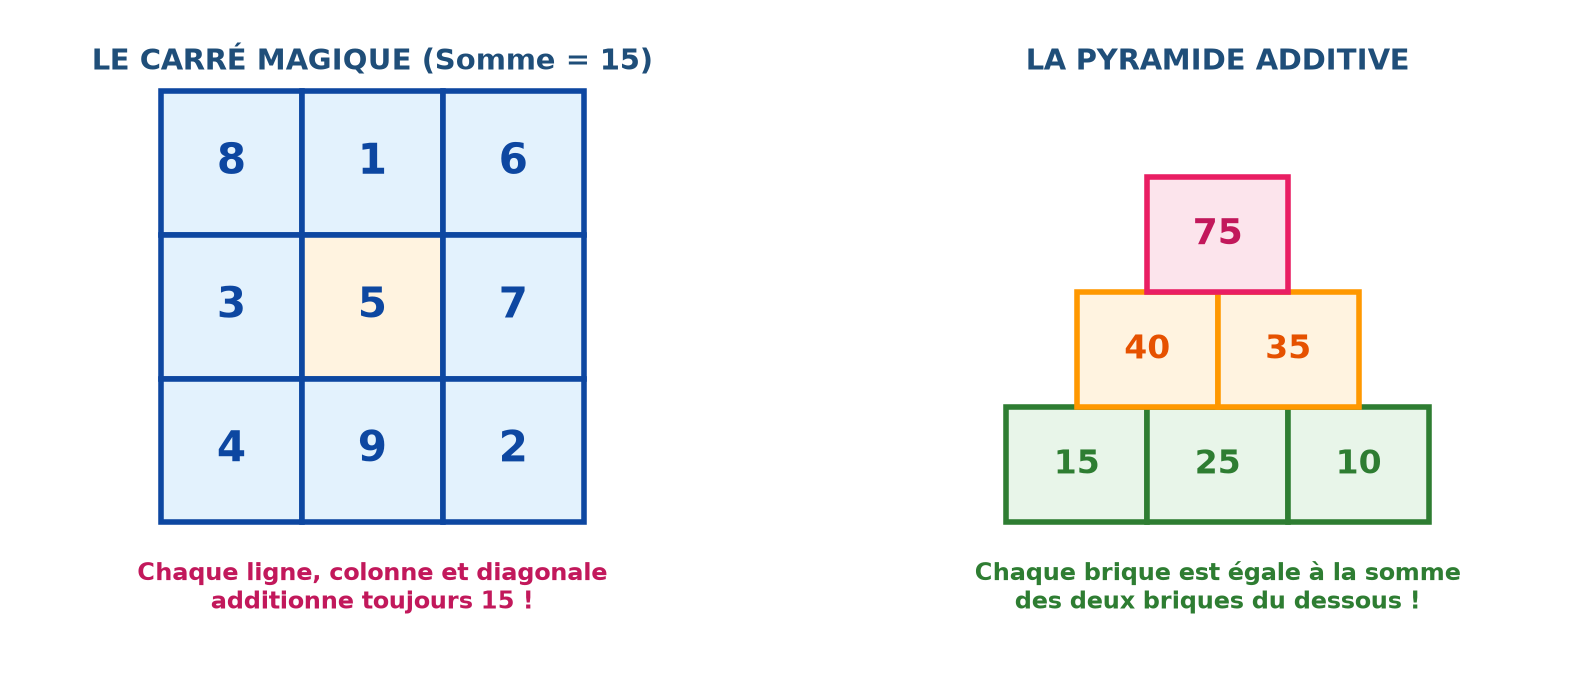 LE CARRÉ MAGIQUE (Somme = 15)
8 1 6
3 5 7
4 9 2
Chaque ligne, colonne et diagonale
additionne toujours 15 !
LA PYRAMIDE ADDITIVE
75
40 35
15 25 10
Chaque brique est égale à la somme
des deux briques du dessous !